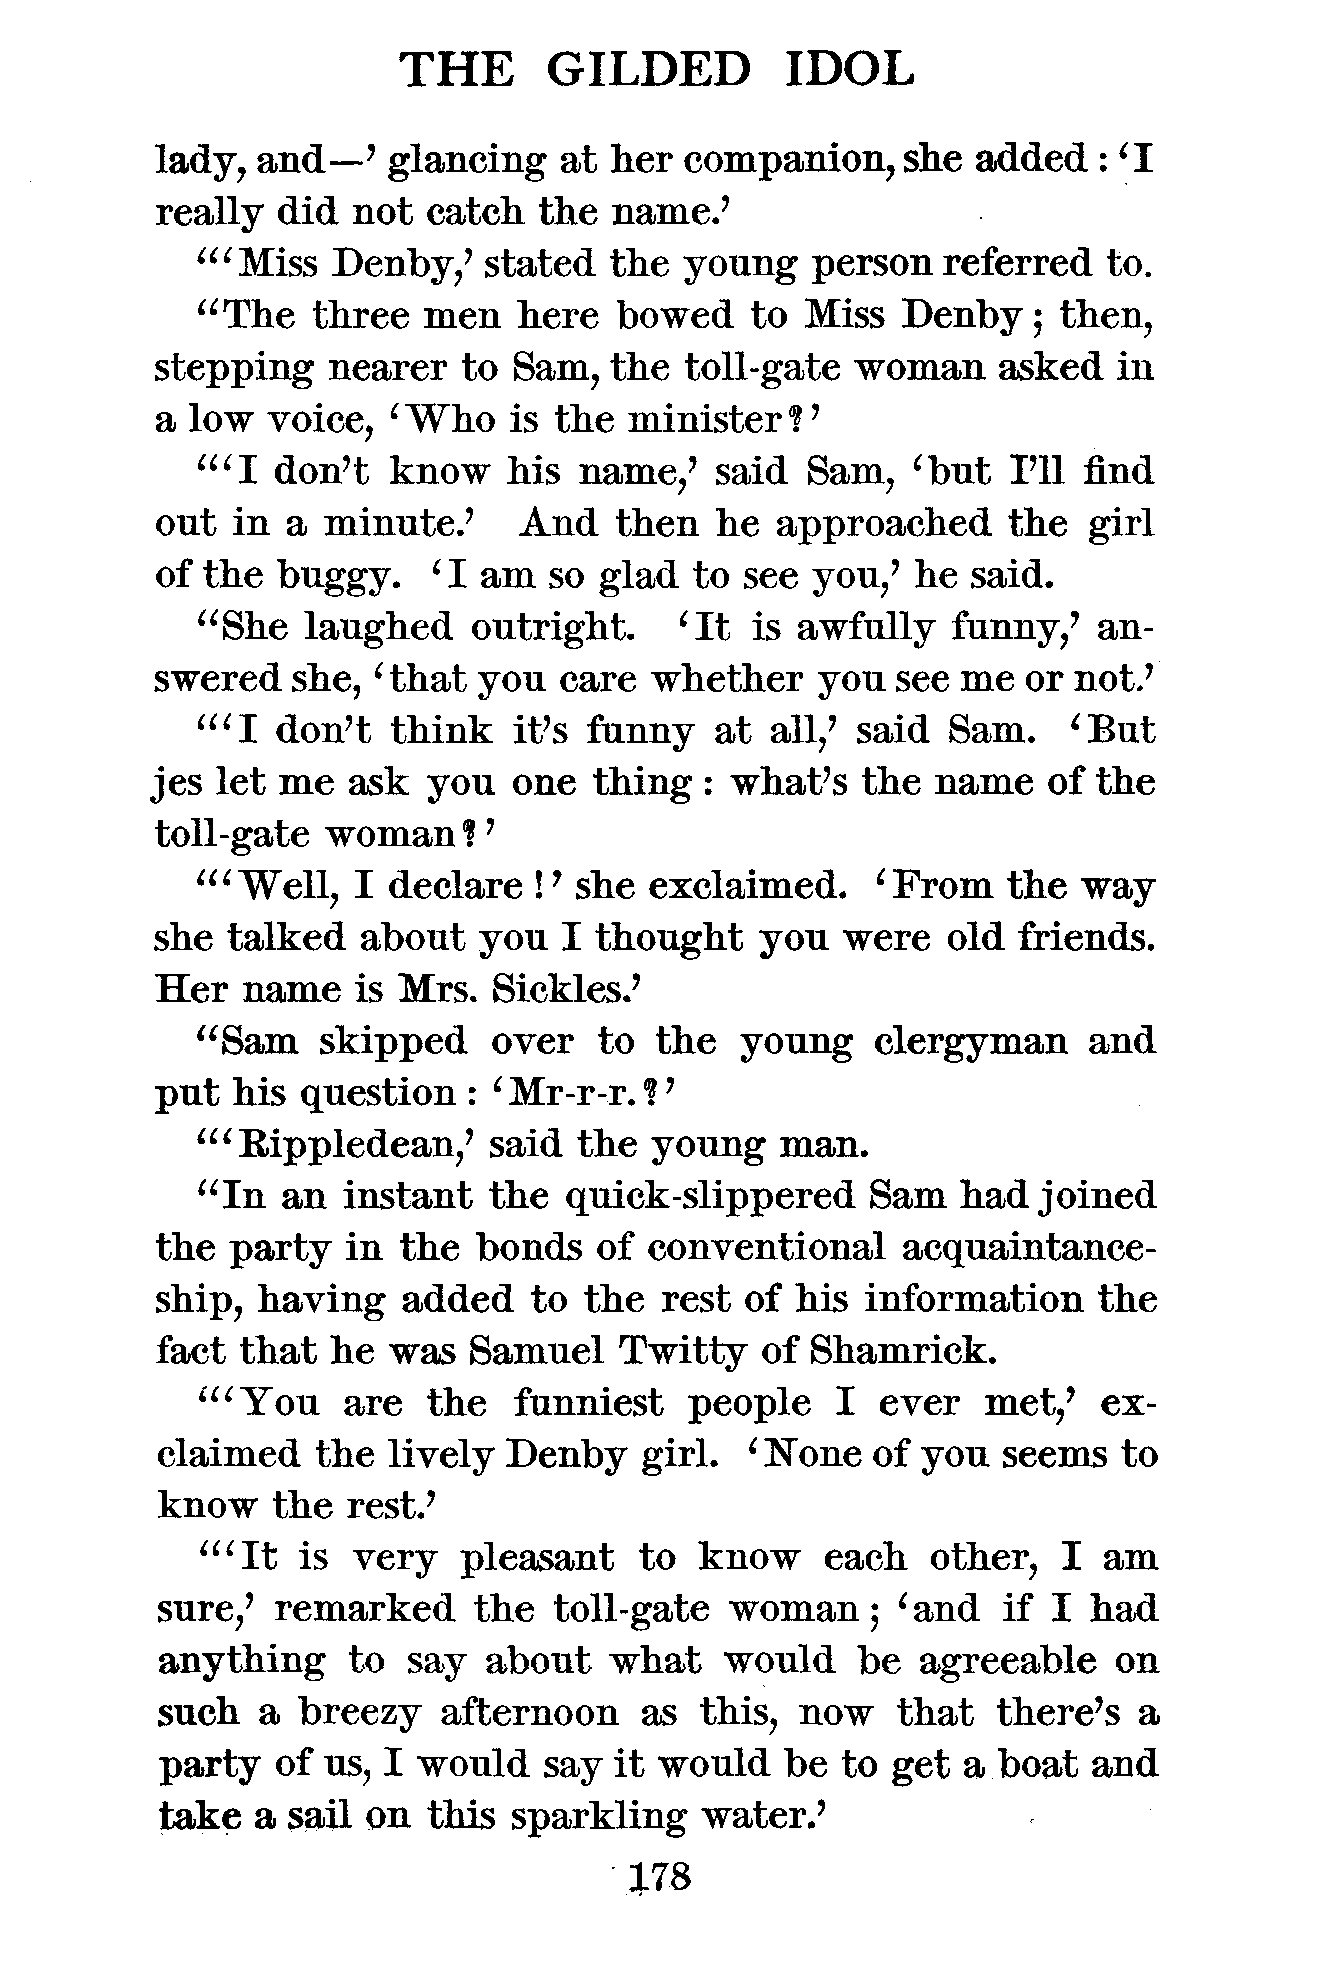 THE GILDED IDOL
lady, and—’ glancing at her companion, she added : ‘I
really did not catch the name.’
“‘Miss Denby,’ stated the young person referred to.
“The three men here bowed to Miss Denby ; then,
stepping nearer to Sam, the toll-gate woman asked in
a low voice, ‘Who is the minister?’
“‘I don’t know his name,’ said Sam, ‘but I’ll find
out in a minute.’ And then he approached the girl
of the buggy. ‘I am so glad to see you,’ he said.
“She laughed outright. ‘It is awfully funny,’ an-
swered she, ‘that you care whether you see me or not.’
“‘I don’t think it’s funny at all,’ said Sam. ‘But
jes let me ask you one thing : what’s the name of the
toll-gate woman?’
“‘Well, I declare !’ she exclaimed. ‘From the way
she talked about you I thought you were old friends.
Her name is Mrs. Sickles.’
“Sam skipped over to the young clergyman and
put his question : ‘Mr-r-r. ?’
“‘Rippledean,’ said the young man.
“In an instant the quick-slippered Sam had joined
the party in the bonds of conventional acquaintance-
ship, having added to the rest of his information the
fact that he was Samuel Twitty of Shamrick.
“‘You are the funniest people I ever met,’ ex-
claimed the lively Denby girl. ‘None of you seems to
know the rest.’
“‘It is very pleasant to know each other, I am
sure,’ remarked the toll-gate woman ; ‘and if I had
anything to say about what would be agreeable on
such a breezy afternoon as this, now that there’s a
party of us, I would say it would be to get a boat and
take a sail on this sparkling water.’
178